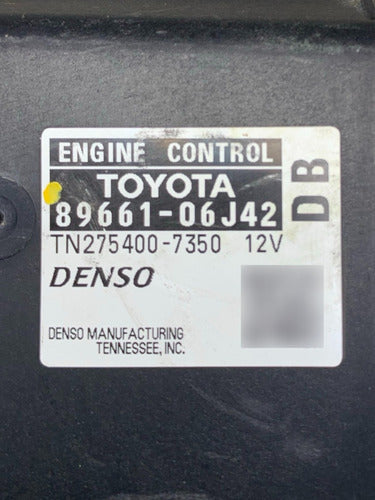 ENGINE CONTROL
TOYOTA
89661-06J42
TN275400-7350 12V
DENSO
DENSO MANUFACTURING
TENNESSEE, INC.
DB